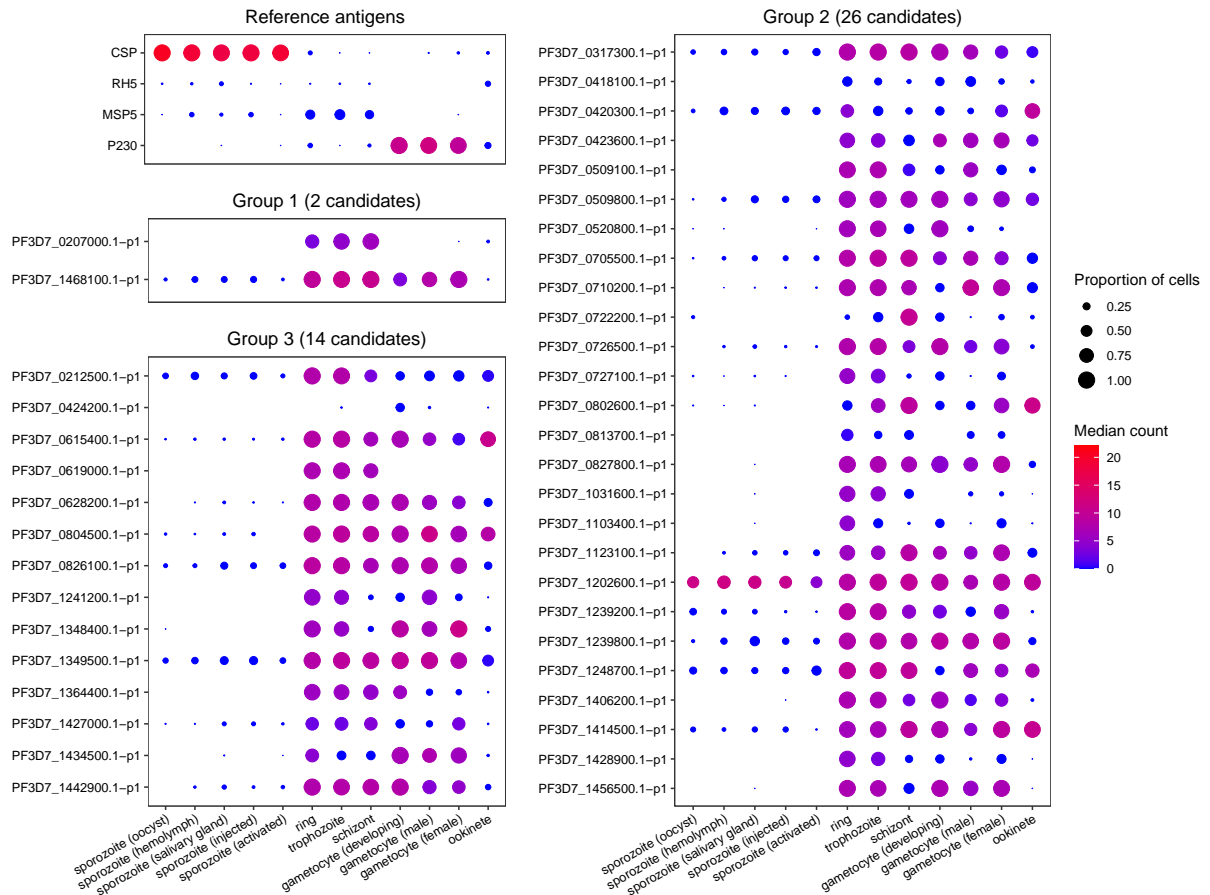 Reference antigens
CSP
RH5
MSP5
P230
Group 1 (2 candidates)
PF3D7_0207000.1−p1
PF3D7_1468100.1−p1
Group 3 (14 candidates)
PF3D7_0212500.1−p1
PF3D7_0424200.1−p1
PF3D7_0615400.1−p1
PF3D7_0619000.1−p1
PF3D7_0628200.1−p1
PF3D7_0804500.1−p1
PF3D7_0826100.1−p1
PF3D7_1241200.1−p1
PF3D7_1348400.1−p1
PF3D7_1349500.1−p1
PF3D7_1364400.1−p1
PF3D7_1427000.1−p1
PF3D7_1434500.1−p1
PF3D7_1442900.1−p1
sporozoite (oocyst)
sporozoite (hemolymph)
sporozoite (salivary gland)
sporozoite (injected)
sporozoite (activated)
ring
trophozoite
schizont
gametocyte (developing)
gametocyte (male)
gametocyte (female)
ookinete
Group 2 (26 candidates)
PF3D7_0317300.1−p1
PF3D7_0418100.1−p1
PF3D7_0420300.1−p1
PF3D7_0423600.1−p1
PF3D7_0509100.1−p1
PF3D7_0509800.1−p1
PF3D7_0520800.1−p1
PF3D7_0705500.1−p1
PF3D7_0710200.1−p1
PF3D7_0722200.1−p1
PF3D7_0726500.1−p1
PF3D7_0727100.1−p1
PF3D7_0802600.1−p1
PF3D7_0813700.1−p1
PF3D7_0827800.1−p1
PF3D7_1031600.1−p1
PF3D7_1103400.1−p1
PF3D7_1123100.1−p1
PF3D7_1202600.1−p1
PF3D7_1239200.1−p1
PF3D7_1239800.1−p1
PF3D7_1248700.1−p1
PF3D7_1406200.1−p1
PF3D7_1414500.1−p1
PF3D7_1428900.1−p1
PF3D7_1456500.1−p1
sporozoite (oocyst)
sporozoite (hemolymph)
sporozoite (salivary gland)
sporozoite (injected)
sporozoite (activated)
ring
trophozoite
schizont
gametocyte (developing)
gametocyte (male)
gametocyte (female)
ookinete
Proportion of cells
0.25
0.50
0.75
1.00
Median count
20
15
10
5
0